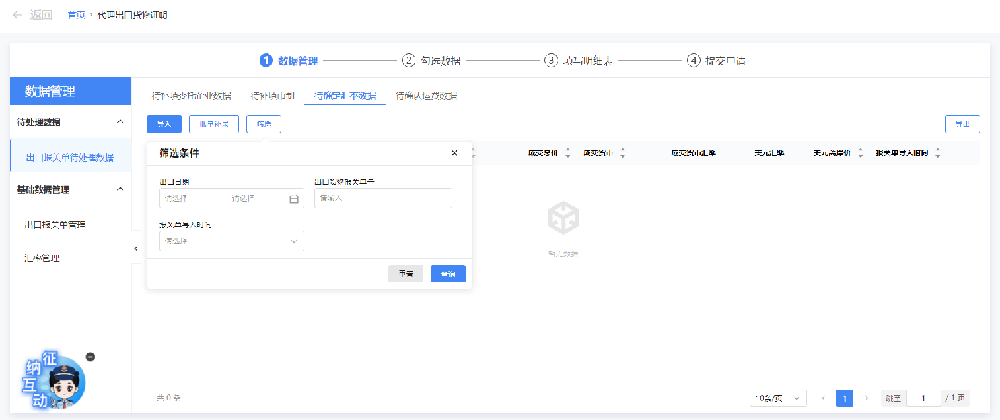 返回 首页 > 代理出口货物证明
1 数据管理 2 勾选数据 3 填写明细表 4 提交申请
数据管理
待处理数据
出口报关单待处理数据
基础数据管理
出口报关单管理
汇率管理
待补填委托企业数据 待补填币制 待确定汇率数据 待确认运费数据
导入 批量补录 筛选 导出
筛选条件
成交总价 成交货币 成交货币汇率 美元汇率 美元离岸价 报关单导入时间
出口日期 出口货物报关单号
请选择 - 请选择 请输入
报关单导入时间
请选择
重置 查询
暂无数据
征纳互动
共 0 条 10条/页 1 跳至 1 / 1 页